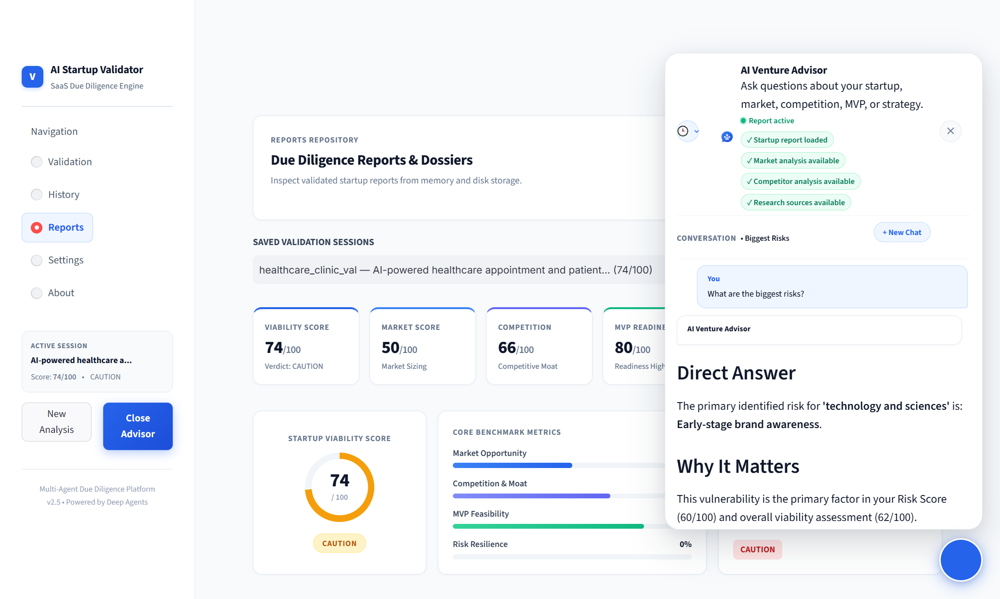 V
AI Startup Validator
SaaS Due Diligence Engine
Navigation
Validation
History
Reports
Settings
About
ACTIVE SESSION
AI-powered healthcare a...
Score: 74/100 • CAUTION
New
Analysis
Close
Advisor
Multi-Agent Due Diligence Platform
v2.5 • Powered by Deep Agents
REPORTS REPOSITORY
Due Diligence Reports & Dossiers
Inspect validated startup reports from memory and disk storage.
SAVED VALIDATION SESSIONS
healthcare_clinic_val — AI-powered healthcare appointment and patient... (74/100)
VIABILITY SCORE
74/100
Verdict: CAUTION
MARKET SCORE
50/100
Market Sizing
COMPETITION
66/100
Competitive Moat
MVP READINE
80/100
Readiness High
STARTUP VIABILITY SCORE
74
/ 100
CAUTION
CORE BENCHMARK METRICS
Market Opportunity
Competition & Moat
MVP Feasibility
Risk Resilience 0%
CAUTION
AI Venture Advisor
Ask questions about your startup,
market, competition, MVP, or strategy.
Report active
✓ Startup report loaded
✓ Market analysis available
✓ Competitor analysis available
✓ Research sources available
CONVERSATION • Biggest Risks
+ New Chat
You
What are the biggest risks?
AI Venture Advisor
Direct Answer
The primary identified risk for 'technology and sciences' is:
Early-stage brand awareness.
Why It Matters
This vulnerability is the primary factor in your Risk Score
(60/100) and overall viability assessment (62/100).